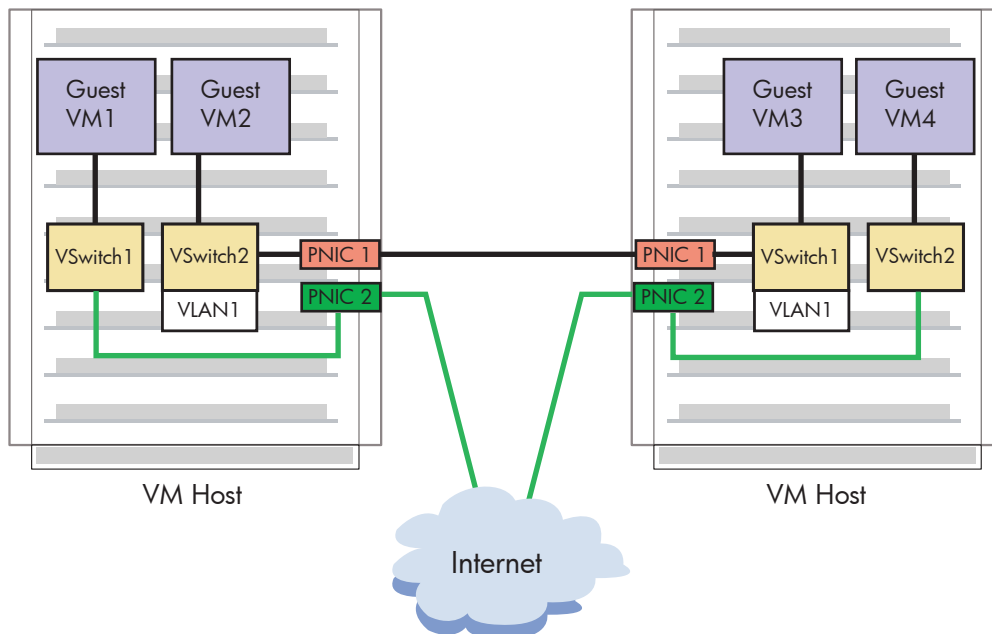 Guest
VM1
Guest
VM2
Guest
VM3
Guest
VM4
VSwitch1
VSwitch2
PNIC 1
PNIC 1
VSwitch1
VSwitch2
VLAN1
PNIC 2
PNIC 2
VLAN1
VM Host
VM Host
Internet